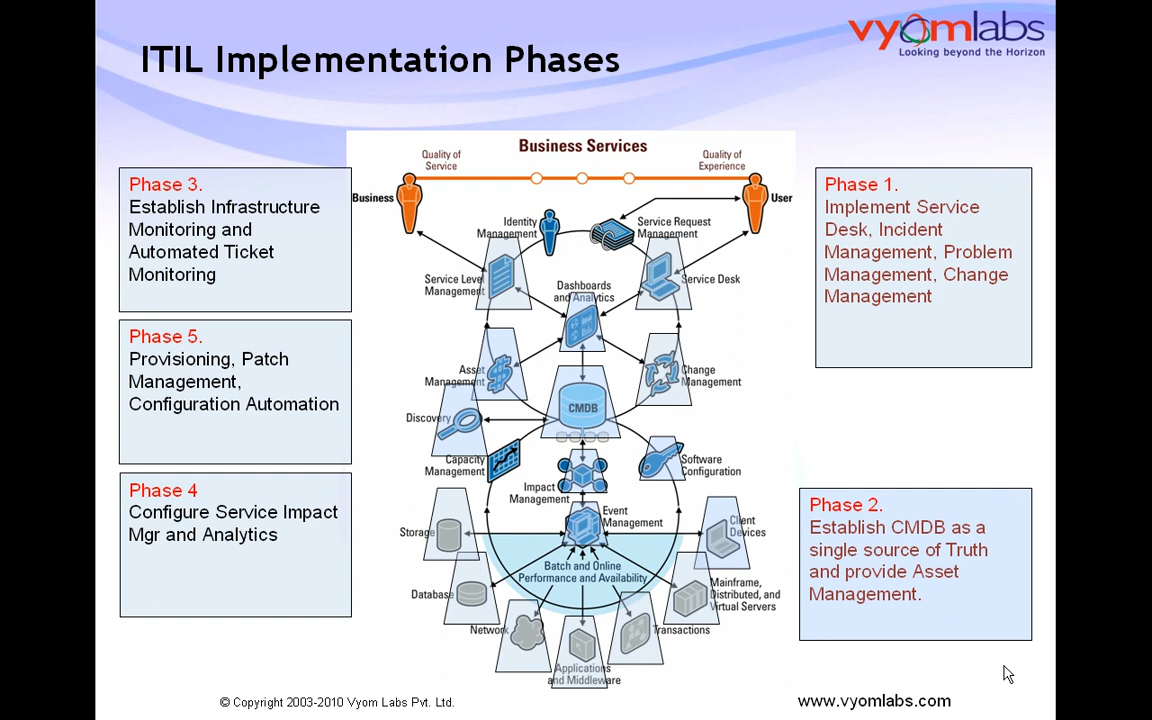 vyomlabs
Looking beyond the Horizon
ITIL Implementation Phases
Phase 3.
Establish Infrastructure
Monitoring and
Automated Ticket
Monitoring
Phase 5.
Provisioning, Patch
Management,
Configuration Automation
Phase 4
Configure Service Impact
Mgr and Analytics
Business Services
Quality of
Service
Quality of
Experience
Business
User
Identity
Management
Service Request
Management
Service Level
Management
Service Desk
Dashboards
and Analytics
Asset
Management
Change
Management
CMDB
Discovery
Capacity
Management
Software
Configuration
Impact
Management
Event
Management
Storage
Client
Devices
Batch and Online
Performance and Availability
Database
Mainframe,
Distributed, and
Virtual Servers
Network
Transactions
Applications
and Middleware
Phase 1.
Implement Service
Desk, Incident
Management, Problem
Management, Change
Management
Phase 2.
Establish CMDB as a
single source of Truth
and provide Asset
Management.
© Copyright 2003-2010 Vyom Labs Pvt. Ltd.
www.vyomlabs.com